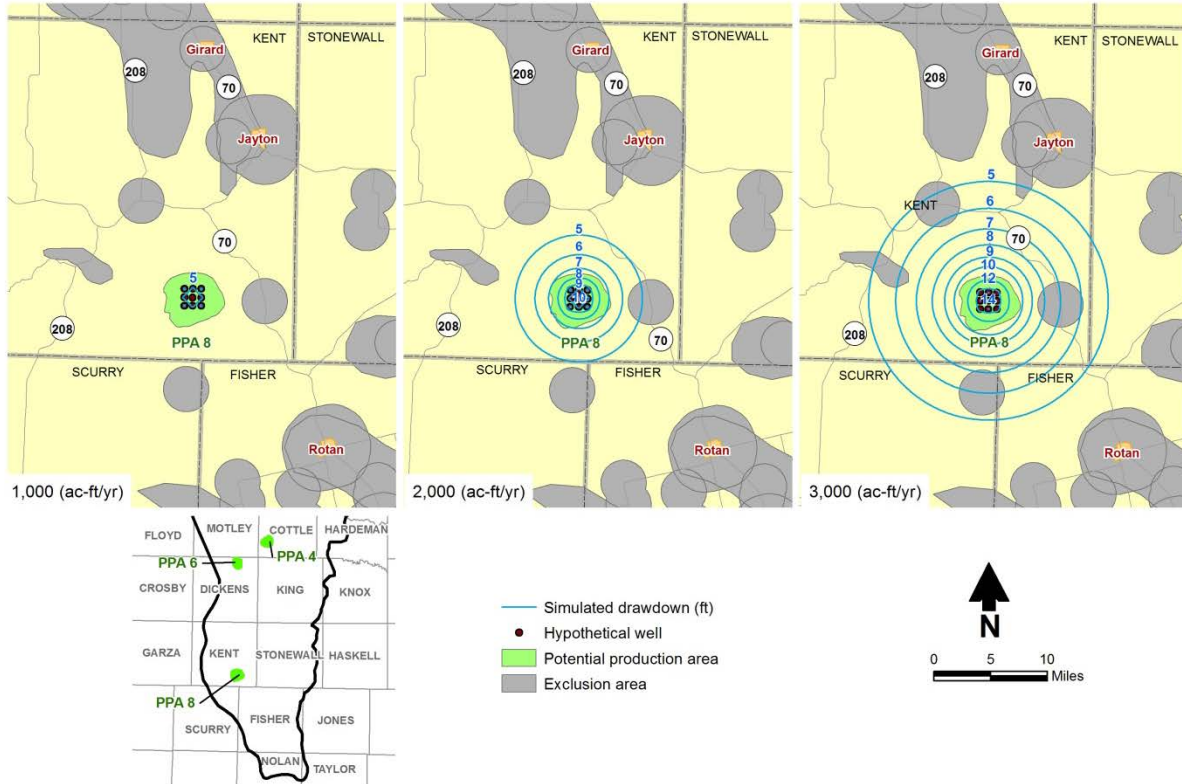 KENT STONEWALL
Girard
208
70
Jayton
70
5
208
PPA 8
SCURRY FISHER
Rotan
1,000 (ac-ft/yr)
KENT STONEWALL
Girard
208
70
Jayton
5
6
7
8
9
10
208
70
PPA 8
SCURRY FISHER
Rotan
2,000 (ac-ft/yr)
KENT STONEWALL
Girard
208
70
Jayton
5
KENT
6
7
70
8
9
10
12
14
208
PPA 8
SCURRY FISHER
Rotan
3,000 (ac-ft/yr)
FLOYD MOTLEY COTTLE HARDEMAN
PPA 4
PPA 6
CROSBY DICKENS KING KNOX
GARZA KENT STONEWALL HASKELL
PPA 8
SCURRY FISHER JONES
NOLAN TAYLOR
Simulated drawdown (ft)
Hypothetical well
Potential production area
Exclusion area
N
0 5 10
Miles